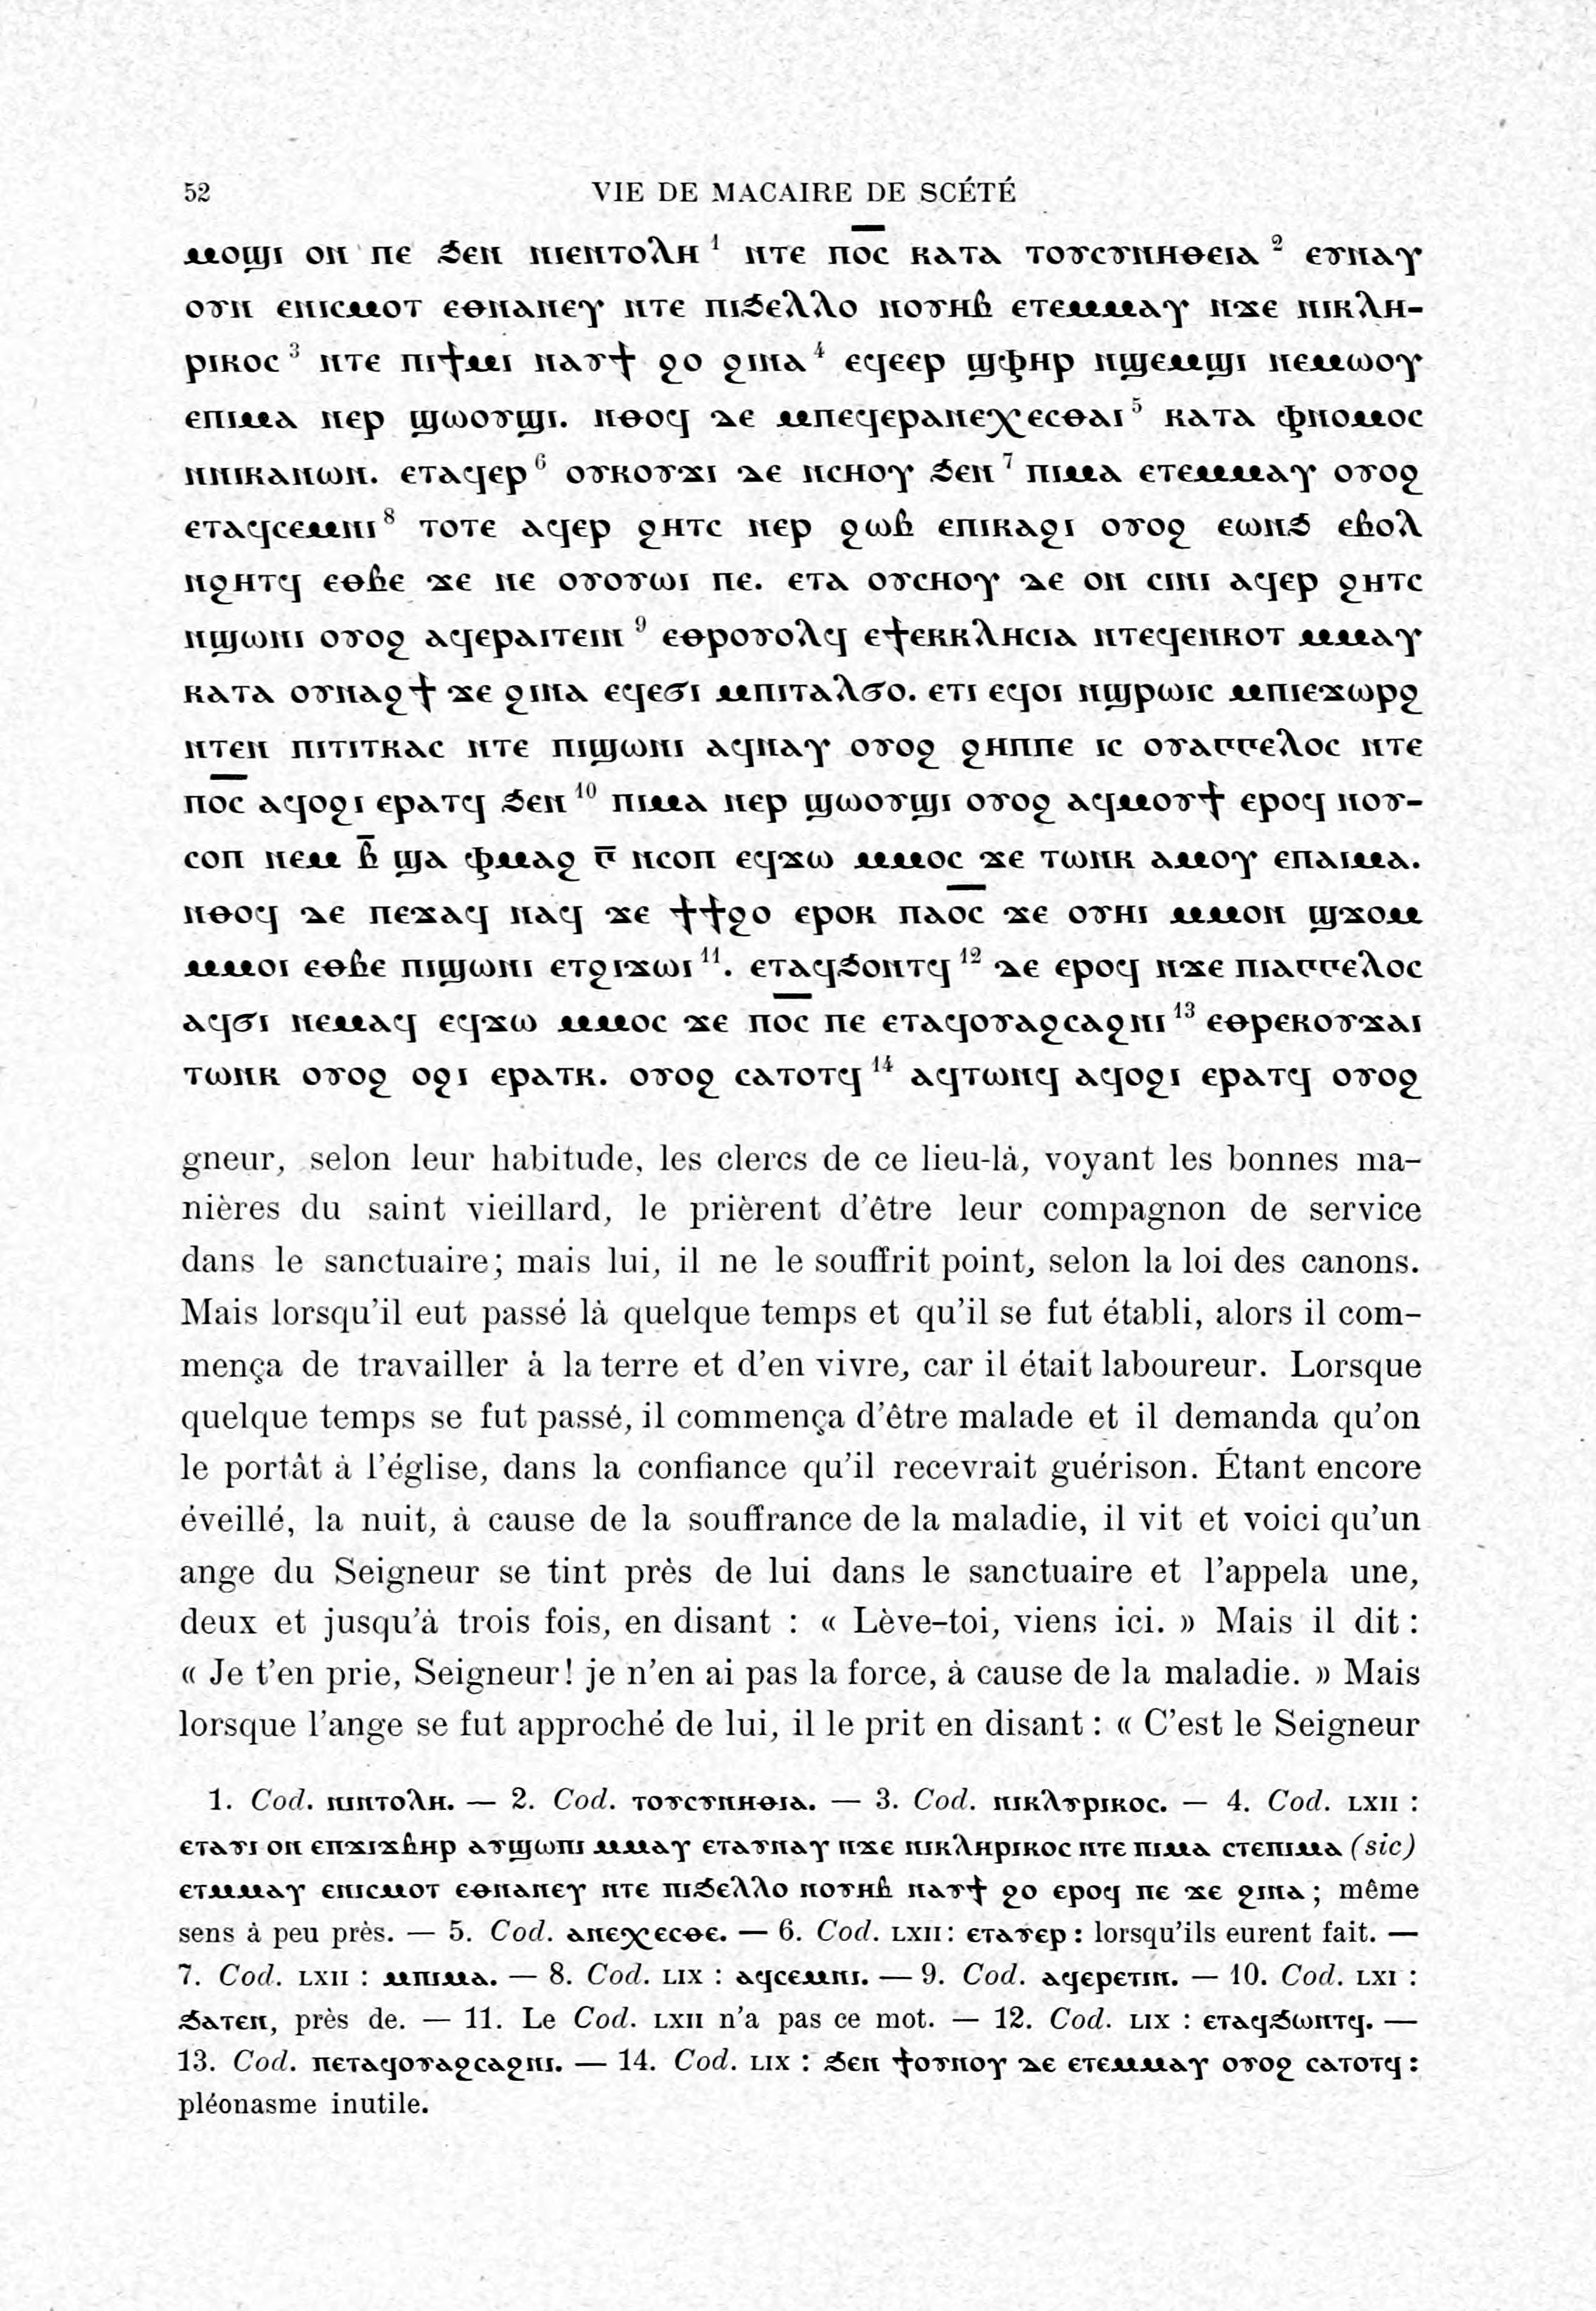 52 VIE DE MACAIRE DE SCÉTÉ
ⲙⲟϣⲓ ⲟⲛ ⲡⲉ ϧⲉⲛ ⲛⲓⲉⲛⲧⲟⲗⲏ ¹ ⲛⲧⲉ ⲡⲟ̅ⲥ̅ ⲕⲁⲧⲁ ⲧⲟⲩⲥⲩⲛⲏⲑⲉⲓⲁ ² ⲉⲩⲛⲁⲩ
ⲟⲩⲛ ⲉⲛⲓⲥⲙⲟⲧ ⲉⲑⲛⲁⲛⲉⲩ ⲛⲧⲉ ⲡⲓϧⲉⲗⲗⲟ ⲛⲟⲩⲏⲃ ⲉⲧⲉⲙⲙⲁⲩ ⲛϫⲉ ⲛⲓⲕⲗⲏ-
ⲣⲓⲕⲟⲥ ³ ⲛⲧⲉ ⲡⲓϯⲙⲓ ⲛⲁⲩϯ ϩⲟ ϩⲓⲛⲁ ⁴ ⲉϥⲉⲉⲣ ϣⲫⲏⲣ ⲛϣⲉⲙϣⲓ ⲛⲉⲙⲱⲟⲩ
ⲉⲡⲓⲙⲁ ⲛⲉⲣ ϣⲱⲟⲩϣⲓ. ⲛⲑⲟϥ ⲇⲉ ⲙⲡⲉϥⲉⲣⲁⲛⲉⲭⲉⲥⲑⲁⲓ ⁵ ⲕⲁⲧⲁ ⲫⲛⲟⲙⲟⲥ
ⲛⲛⲓⲕⲁⲛⲱⲛ. ⲉⲧⲁϥⲉⲣ ⁶ ⲟⲩⲕⲟⲩϫⲓ ⲇⲉ ⲛⲥⲏⲟⲩ ϧⲉⲛ ⁷ ⲡⲓⲙⲁ ⲉⲧⲉⲙⲙⲁⲩ ⲟⲩⲟϩ
ⲉⲧⲁϥⲥⲉⲙⲛⲓ ⁸ ⲧⲟⲧⲉ ⲁϥⲉⲣ ϩⲏⲧⲥ ⲛⲉⲣ ϩⲱⲃ ⲉⲡⲓⲕⲁϩⲓ ⲟⲩⲟϩ ⲉⲱⲛϧ ⲉⲃⲟⲗ
ⲛϩⲏⲧϥ ⲉⲑⲃⲉ ϫⲉ ⲛⲉ ⲟⲩⲟⲩⲱⲓ ⲡⲉ. ⲉⲧⲁ ⲟⲩⲥⲏⲟⲩ ⲇⲉ ⲟⲛ ⲥⲓⲛⲓ ⲁϥⲉⲣ ϩⲏⲧⲥ
ⲛϣⲱⲛⲓ ⲟⲩⲟϩ ⲁϥⲉⲣⲁⲓⲧⲉⲓⲛ ⁹ ⲉⲑⲣⲟⲩⲟⲗϥ ⲉϯⲉⲕⲕⲗⲏⲥⲓⲁ ⲛⲧⲉϥⲉⲛⲕⲟⲧ ⲙⲙⲁⲩ
ⲕⲁⲧⲁ ⲟⲩⲛⲁϩϯ ϫⲉ ϩⲓⲛⲁ ⲉϥⲉϭⲓ ⲙⲡⲓⲧⲁⲗϭⲟ. ⲉⲧⲓ ⲉϥⲟⲓ ⲛϣⲣⲱⲓⲥ ⲙⲡⲓⲉϫⲱⲣϩ
ⲛⲧⲉⲛ ⲡⲓⲧⲓⲧⲕⲁⲥ ⲛⲧⲉ ⲡⲓϣⲱⲛⲓ ⲁϥⲛⲁⲩ ⲟⲩⲟϩ ϩⲏⲡⲡⲉ ⲓⲥ ⲟⲩⲁⲅⲅⲉⲗⲟⲥ ⲛⲧⲉ
ⲡⲟ̅ⲥ̅ ⲁϥⲟϩⲓ ⲉⲣⲁⲧϥ ϧⲉⲛ ¹⁰ ⲡⲓⲙⲁ ⲛⲉⲣ ϣⲱⲟⲩϣⲓ ⲟⲩⲟϩ ⲁϥⲙⲟⲩϯ ⲉⲣⲟϥ ⲛⲟⲩ-
ⲥⲟⲡ ⲛⲉⲙ ⲃ̅ ϣⲁ ⲫⲙⲁϩ ⲅ̅ ⲛⲥⲟⲡ ⲉϥϫⲱ ⲙⲙⲟⲥ ϫⲉ ⲧⲱⲛⲕ ⲁⲙⲟⲩ ⲉⲡⲁⲓⲙⲁ.
ⲛⲑⲟϥ ⲇⲉ ⲡⲉϫⲁϥ ⲛⲁϥ ϫⲉ ϯϯϩⲟ ⲉⲣⲟⲕ ⲡⲁⲟ̅ⲥ̅ ϫⲉ ⲟⲩⲏⲓ ⲙⲙⲟⲛ ϣϫⲟⲙ
ⲙⲙⲟⲓ ⲉⲑⲃⲉ ⲡⲓϣⲱⲛⲓ ⲉⲧϩⲓϫⲱⲓ ¹¹. ⲉⲧⲁϥϧⲟⲛⲧϥ ¹² ⲇⲉ ⲉⲣⲟϥ ⲛϫⲉ ⲡⲓⲁⲅⲅⲉⲗⲟⲥ
ⲁϥϭⲓ ⲛⲉⲙⲁϥ ⲉϥϫⲱ ⲙⲙⲟⲥ ϫⲉ ⲡⲟ̅ⲥ̅ ⲡⲉ ⲉⲧⲁϥⲟⲩⲁϩⲥⲁϩⲛⲓ ¹³ ⲉⲑⲣⲉⲕⲟⲩϫⲁⲓ
ⲧⲱⲛⲕ ⲟⲩⲟϩ ⲟϩⲓ ⲉⲣⲁⲧⲕ. ⲟⲩⲟϩ ⲥⲁⲧⲟⲧϥ ¹⁴ ⲁϥⲧⲱⲛϥ ⲁϥⲟϩⲓ ⲉⲣⲁⲧϥ ⲟⲩⲟϩ
gneur, selon leur habitude, les clercs de ce lieu-là, voyant les bonnes ma-
nières du saint vieillard, le prièrent d'être leur compagnon de service
dans le sanctuaire; mais lui, il ne le souffrit point, selon la loi des canons.
Mais lorsqu'il eut passé là quelque temps et qu'il se fut établi, alors il com-
mença de travailler à la terre et d'en vivre, car il était laboureur. Lorsque
quelque temps se fut passé, il commença d'être malade et il demanda qu'on
le portât à l'église, dans la confiance qu'il recevrait guérison. Étant encore
éveillé, la nuit, à cause de la souffrance de la maladie, il vit et voici qu'un
ange du Seigneur se tint près de lui dans le sanctuaire et l'appela une,
deux et jusqu'à trois fois, en disant : « Lève-toi, viens ici. » Mais il dit :
« Je t'en prie, Seigneur! je n'en ai pas la force, à cause de la maladie. » Mais
lorsque l'ange se fut approché de lui, il le prit en disant : « C'est le Seigneur
1. Cod. ⲛⲓⲛⲧⲟⲗⲏ. — 2. Cod. ⲧⲟⲩⲥⲩⲛⲏⲑⲓⲁ. — 3. Cod. ⲛⲓⲕⲗⲩⲣⲓⲕⲟⲥ. — 4. Cod. LXII :
ⲉⲧⲁⲩⲓ ⲟⲛ ⲉⲡϫⲓϫⲃⲏⲣ ⲁⲩϣⲱⲡⲓ ⲙⲙⲁⲩ ⲉⲧⲁⲩⲛⲁⲩ ⲛϫⲉ ⲛⲓⲕⲗⲏⲣⲓⲕⲟⲥ ⲛⲧⲉ ⲡⲓⲙⲁ ⲥⲧⲉⲡⲓⲙⲁ (sic)
ⲉⲧⲙⲙⲁⲩ ⲉⲛⲓⲥⲙⲟⲧ ⲉⲑⲛⲁⲛⲉⲩ ⲛⲧⲉ ⲡⲓϧⲉⲗⲗⲟ ⲛⲟⲩⲏⲃ ⲛⲁⲩϯ ϩⲟ ⲉⲣⲟϥ ⲡⲉ ϫⲉ ϩⲓⲛⲁ; même
sens à peu près. — 5. Cod. ⲁⲛⲉⲭⲉⲥⲑⲉ. — 6. Cod. LXII: ⲉⲧⲁⲩⲉⲣ : lorsqu'ils eurent fait. —
7. Cod. LXII : ⲙⲡⲓⲙⲁ. — 8. Cod. LIX : ⲁϥⲥⲉⲙⲛⲓ. — 9. Cod. ⲁϥⲉⲣⲉⲧⲓⲛ. — 10. Cod. LXI :
ϧⲁⲧⲉⲛ, près de. — 11. Le Cod. LXII n'a pas ce mot. — 12. Cod. LIX : ⲉⲧⲁϥϧⲱⲛⲧϥ. —
13. Cod. ⲡⲉⲧⲁϥⲟⲩⲁϩⲥⲁϩⲛⲓ. — 14. Cod. LIX : ϧⲉⲛ ϯⲟⲩⲛⲟⲩ ⲇⲉ ⲉⲧⲉⲙⲙⲁⲩ ⲟⲩⲟϩ ⲥⲁⲧⲟⲧϥ :
pléonasme inutile.